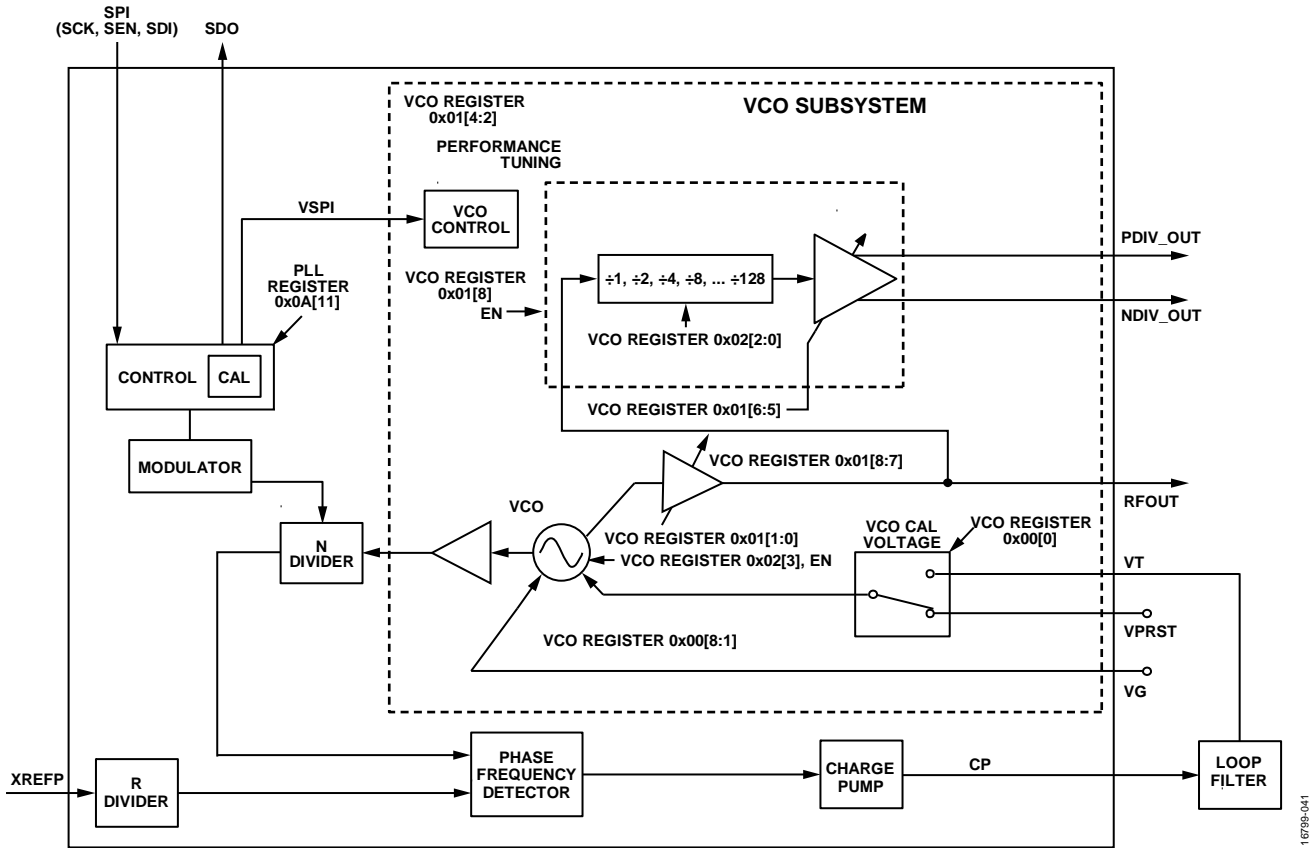 SPI
(SCK, SEN, SDI)
SDO
VCO REGISTER
0x01[4:2]
VCO SUBSYSTEM
PERFORMANCE
TUNING
VSPI
VCO
CONTROL
PDIV_OUT
PLL
REGISTER
0x0A[11]
VCO REGISTER
0x01[8]
EN
÷1, ÷2, ÷4, ÷8, ... ÷128
NDIV_OUT
VCO REGISTER 0x02[2:0]
CONTROL
CAL
VCO REGISTER 0x01[6:5]
MODULATOR
VCO REGISTER 0x01[8:7]
RFOUT
VCO
N
DIVIDER
VCO REGISTER 0x01[1:0]
VCO REGISTER 0x02[3], EN
VCO CAL
VOLTAGE
VCO REGISTER
0x00[0]
VT
VCO REGISTER 0x00[8:1]
VPRST
VG
XREFP
R
DIVIDER
PHASE
FREQUENCY
DETECTOR
CHARGE
PUMP
CP
LOOP
FILTER
16799-041